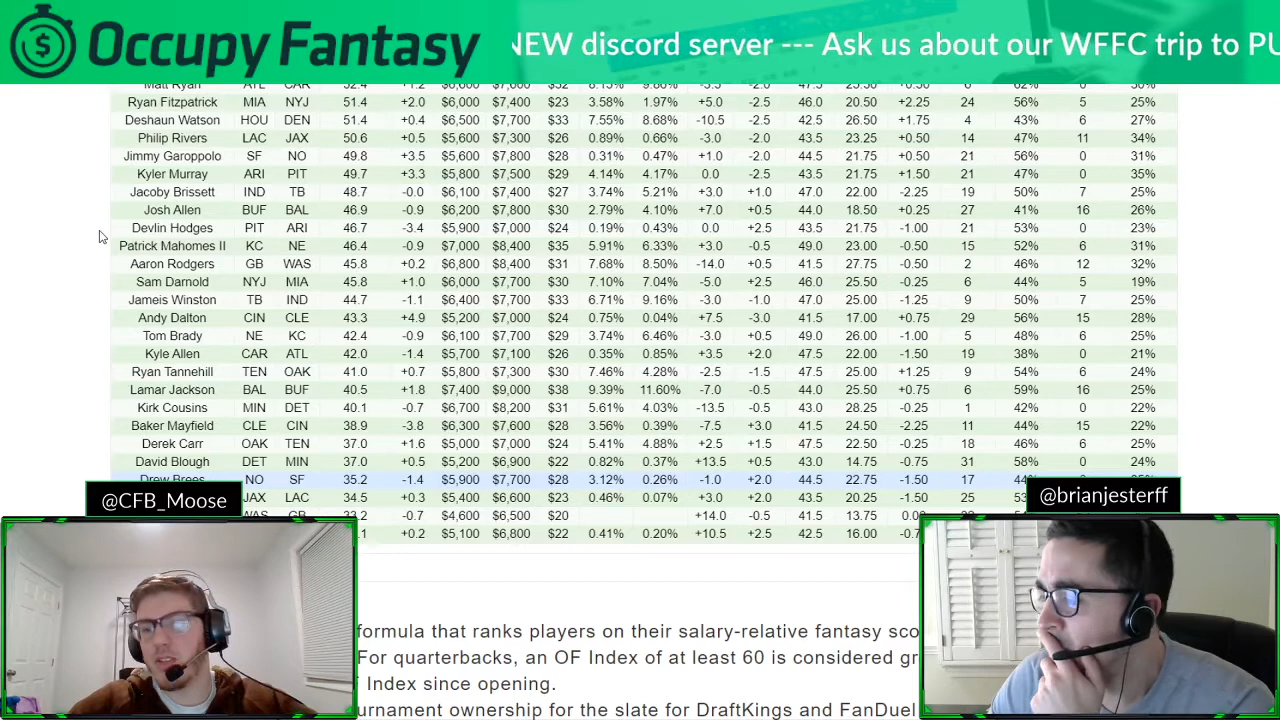 Occupy Fantasy
NEW discord server --- Ask us about our WFFC trip to PU
Matt Ryan ATL CAR
Ryan Fitzpatrick MIA NYJ 51.4 +2.0 $6,000 $7,400 $23 3.58% 1.97% +5.0 -2.5 46.0 20.50 +2.25 24 56% 5 25%
Deshaun Watson HOU DEN 51.4 +0.4 $6,500 $7,700 $33 7.55% 8.68% -10.5 -2.5 42.5 26.50 +1.75 4 43% 6 27%
Philip Rivers LAC JAX 50.6 +0.5 $5,600 $7,300 $26 0.89% 0.66% -3.0 -2.0 43.5 23.25 +0.50 14 47% 11 34%
Jimmy Garoppolo SF NO 49.8 +3.5 $5,600 $7,800 $28 0.31% 0.47% +1.0 -2.0 44.5 21.75 +0.50 21 56% 0 31%
Kyler Murray ARI PIT 49.7 +3.3 $5,800 $7,500 $29 4.14% 4.17% 0.0 -2.5 43.5 21.75 +1.50 21 47% 0 35%
Jacoby Brissett IND TB 48.7 -0.0 $6,100 $7,400 $27 3.74% 5.21% +3.0 +1.0 47.0 22.00 -2.25 19 50% 7 25%
Josh Allen BUF BAL 46.9 -0.9 $6,200 $7,800 $30 2.79% 4.10% +7.0 +0.5 44.0 18.50 +0.25 27 41% 16 26%
Devlin Hodges PIT ARI 46.7 -3.4 $5,900 $7,000 $24 0.19% 0.43% 0.0 +2.5 43.5 21.75 -1.00 21 53% 0 23%
Patrick Mahomes II KC NE 46.4 -0.9 $7,000 $8,400 $35 5.91% 6.33% +3.0 -0.5 49.0 23.00 -0.50 15 52% 6 31%
Aaron Rodgers GB WAS 45.8 +0.2 $6,800 $8,400 $31 7.68% 8.50% -14.0 +0.5 41.5 27.75 -0.50 2 46% 12 32%
Sam Darnold NYJ MIA 45.8 +1.0 $6,000 $7,700 $30 7.10% 7.04% -5.0 +2.5 46.0 25.50 -0.25 6 44% 5 19%
Jameis Winston TB IND 44.7 -1.1 $6,400 $7,700 $33 6.71% 9.16% -3.0 -1.0 47.0 25.00 -1.25 9 50% 7 25%
Andy Dalton CIN CLE 43.3 +4.9 $5,200 $7,000 $24 0.75% 0.04% +7.5 -3.0 41.5 17.00 +0.75 29 56% 15 28%
Tom Brady NE KC 42.4 -0.9 $6,100 $7,700 $29 3.74% 6.46% -3.0 +0.5 49.0 26.00 -1.00 5 48% 6 25%
Kyle Allen CAR ATL 42.0 -1.4 $5,700 $7,100 $26 0.35% 0.85% +3.5 +2.0 47.5 22.00 -1.50 19 38% 0 21%
Ryan Tannehill TEN OAK 41.0 +0.7 $5,800 $7,300 $30 7.46% 4.28% -2.5 -1.5 47.5 25.00 +1.25 9 54% 6 24%
Lamar Jackson BAL BUF 40.5 +1.8 $7,400 $9,000 $38 9.39% 11.60% -7.0 -0.5 44.0 25.50 +0.75 6 59% 16 25%
Kirk Cousins MIN DET 40.1 -0.7 $6,700 $8,200 $31 5.61% 4.03% -13.5 -0.5 43.0 28.25 -0.25 1 42% 0 22%
Baker Mayfield CLE CIN 38.9 -3.8 $6,300 $7,600 $28 3.56% 0.39% -7.5 +3.0 41.5 24.50 -2.25 11 44% 15 22%
Derek Carr OAK TEN 37.0 +1.6 $5,000 $7,000 $24 5.41% 4.88% +2.5 +1.5 47.5 22.50 -0.25 18 46% 6 25%
David Blough DET MIN 37.0 +0.5 $5,200 $6,900 $22 0.82% 0.37% +13.5 +0.5 43.0 14.75 -0.75 31 58% 0 24%
Drew Brees NO SF 35.2 -1.4 $5,900 $7,700 $28 3.12% 0.26% -1.0 +2.0 44.5 22.75 -1.50 17
JAX LAC 34.5 +0.3 $5,400 $6,600 $23 0.46% 0.07% +3.0 +2.0 43.5 20.25 -1.50 25
WAS GB -0.7 $4,600 $6,500 $20 +14.0 -0.5 41.5 13.75
+0.2 $5,100 $6,800 $22 0.41% 0.20% +10.5 +2.5 42.5 16.00
@CFB_Moose
@brianjesterff
formula that ranks players on their salary-relative fantasy
For quarterbacks, an OF Index of at least 60 is considered
Index since opening.
ownership for the slate for DraftKings and FanDuel